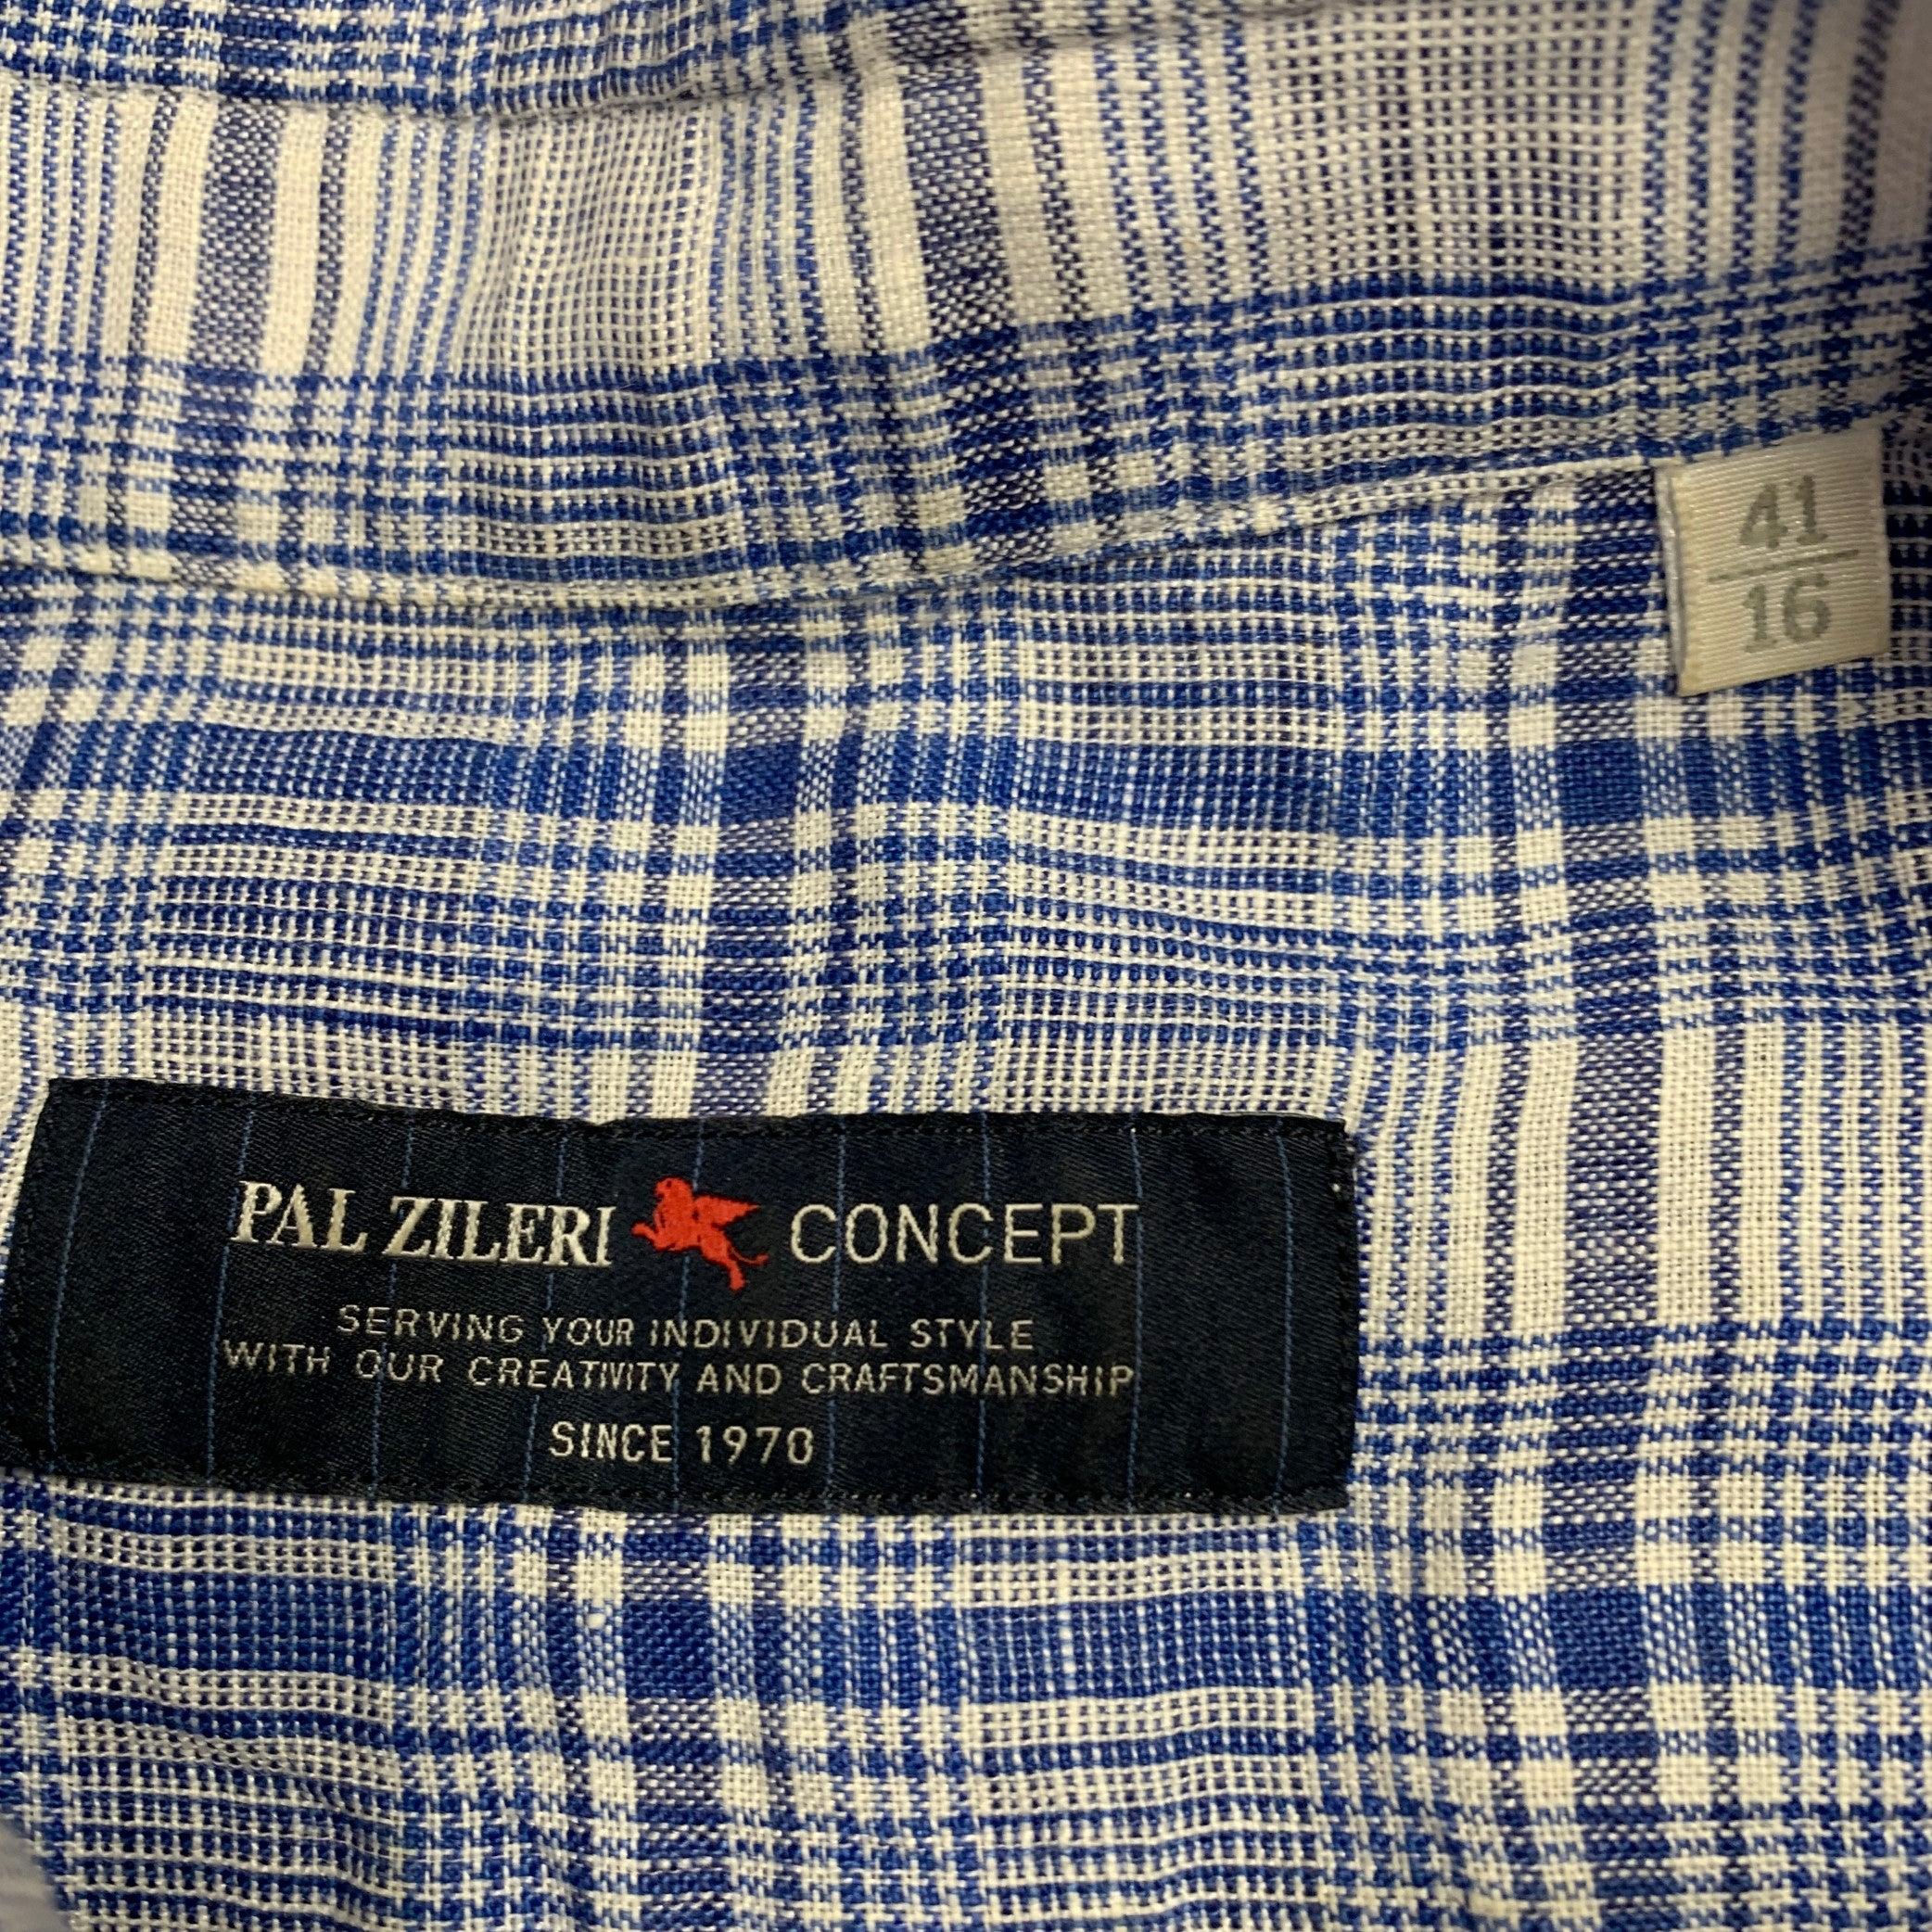 41
16
PAL ZILERI CONCEPT
SERVING YOUR INDIVIDUAL STYLE
WITH OUR CREATIVITY AND CRAFTSMANSHIP
SINCE 1970